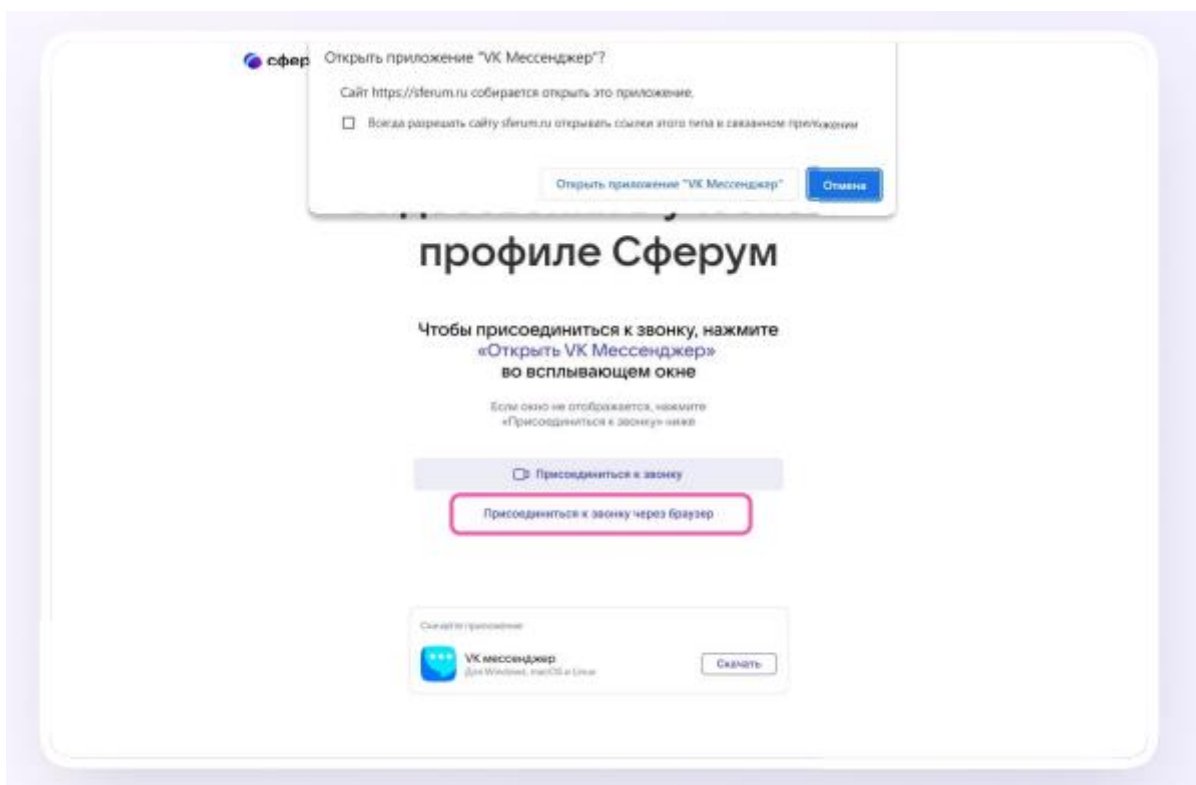 сфер
Открыть приложение "VK Мессенджер"?
Сайт https://sferum.ru собирается открыть это приложение.
Всегда разрешать сайту sferum.ru открывать ссылки этого типа в связанном приложении
Открыть приложение "VK Мессенджер"
Отмена
профиле Сферум
Чтобы присоединиться к звонку, нажмите
«Открыть VK Мессенджер»
во всплывающем окне
Если окно не отображается, нажмите
«Присоединиться к звонку» ниже
Присоединиться к звонку
Присоединиться к звонку через браузер
Скачайте приложение
VK мессенджер
Для Windows, macOS и Linux
Скачать